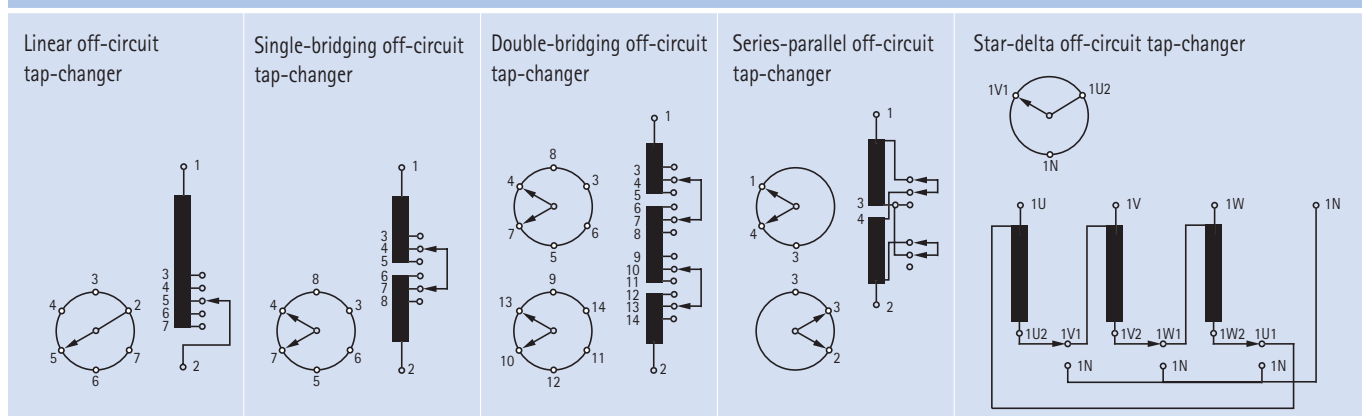 Linear off-circuit
tap-changer
1
3
4
5
6
7
2
3
4
2
5
7
6
Single-bridging off-circuit
tap-changer
1
3
4
5
6
7
8
2
8
4
3
7
6
5
Double-bridging off-circuit
tap-changer
1
3
4
5
6
7
8
9
10
11
12
13
14
2
8
4
3
7
6
5
9
13
14
10
11
12
Series-parallel off-circuit
tap-changer
1
3
4
2
1
4
3
3
3
2
Star-delta off-circuit tap-changer
1V1
1U2
1N
1U
1V
1W
1N
1U2
1V1
1V2
1W1
1W2
1U1
1N
1N
1N